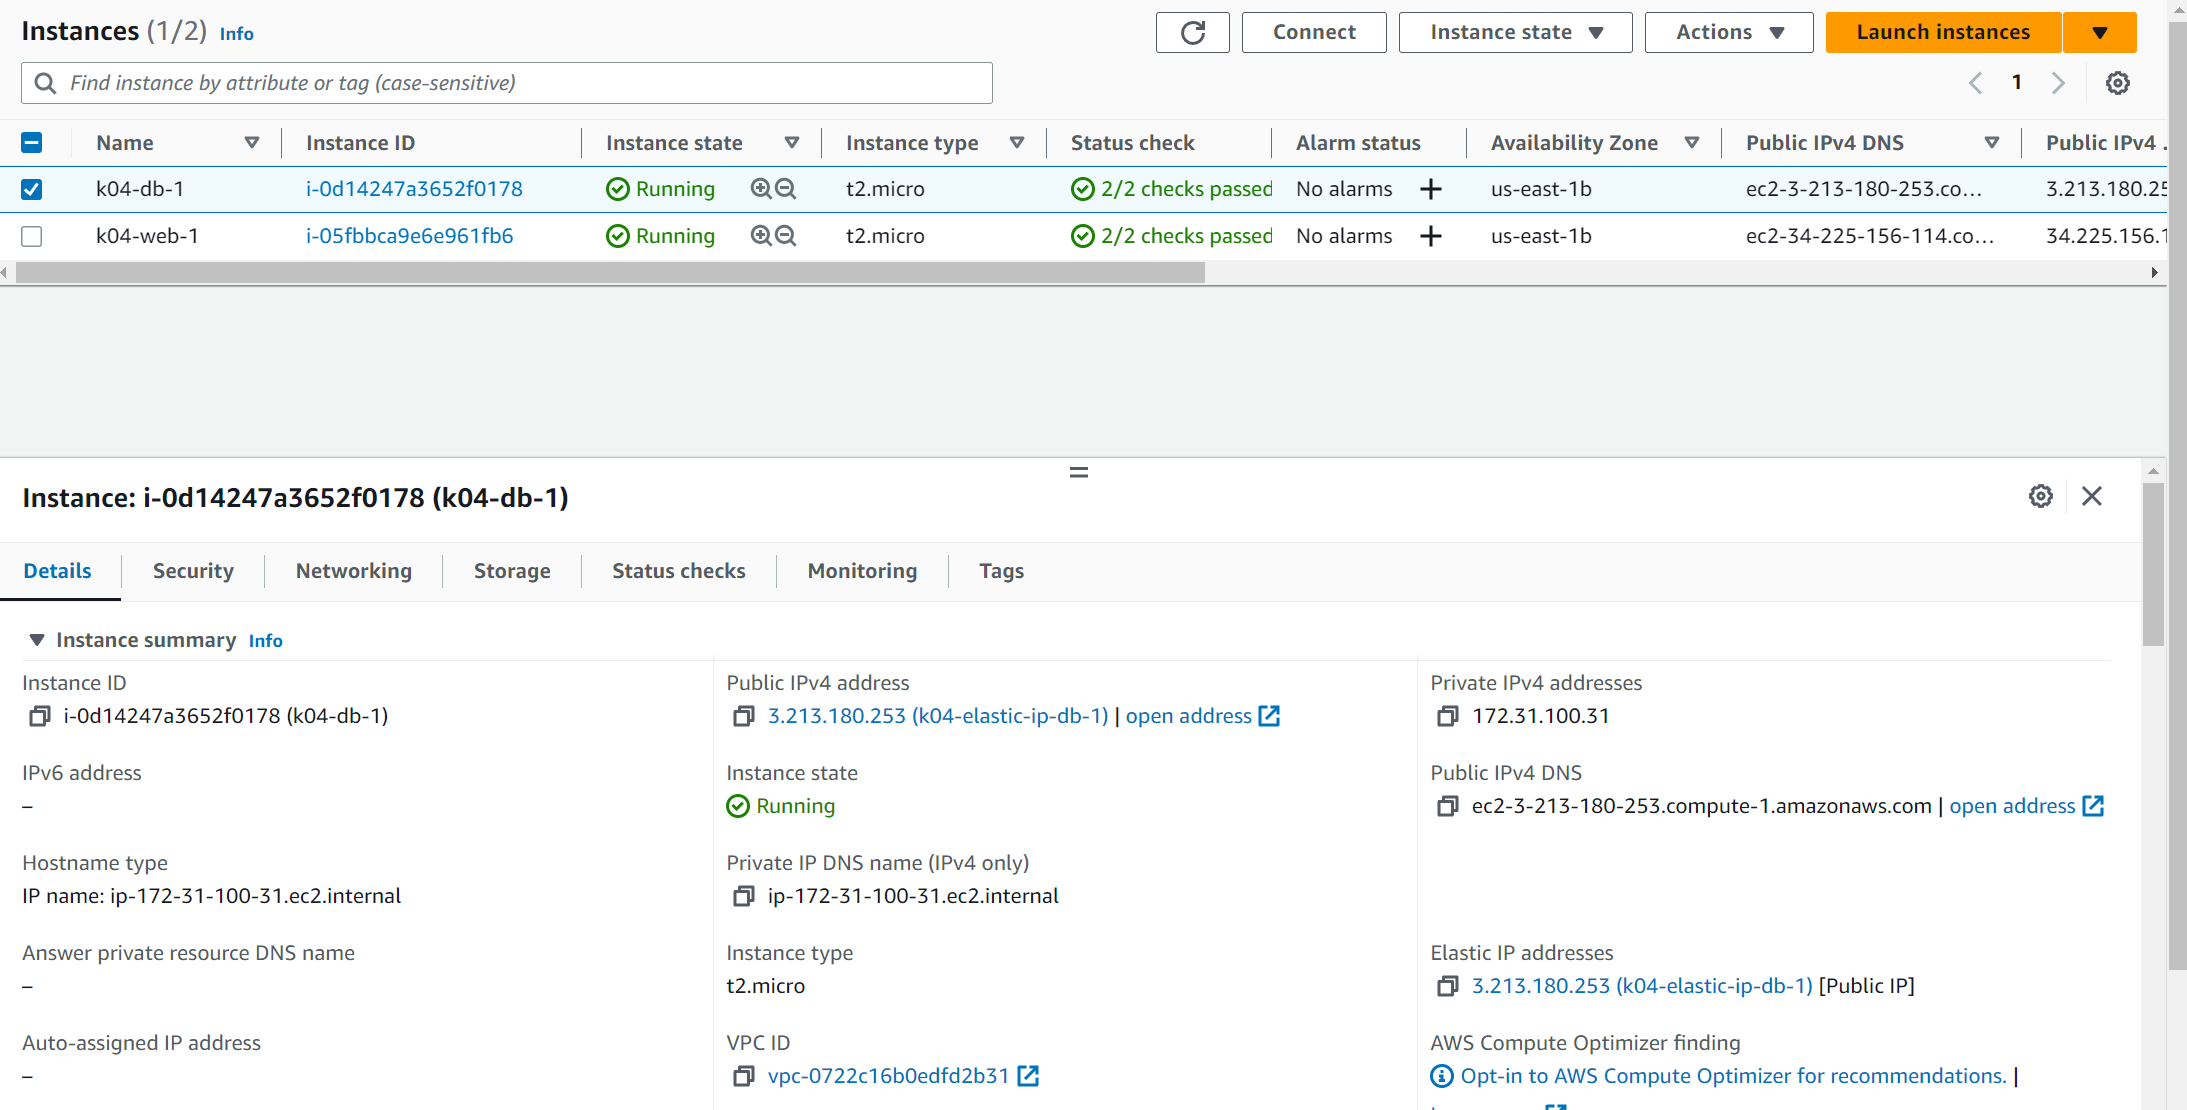 Instances (1/2) Info
Connect Instance state Actions Launch instances
Find instance by attribute or tag (case-sensitive)
1
Name Instance ID Instance state Instance type Status check Alarm status Availability Zone Public IPv4 DNS Public IPv4 .
k04-db-1 i-0d14247a3652f0178 Running t2.micro 2/2 checks passed No alarms us-east-1b ec2-3-213-180-253.co... 3.213.180.25
k04-web-1 i-05fbbca9e6e961fb6 Running t2.micro 2/2 checks passed No alarms us-east-1b ec2-34-225-156-114.co... 34.225.156.1
Instance: i-0d14247a3652f0178 (k04-db-1)
Details Security Networking Storage Status checks Monitoring Tags
Instance summary Info
Instance ID
i-0d14247a3652f0178 (k04-db-1)
Public IPv4 address
3.213.180.253 (k04-elastic-ip-db-1) | open address
Private IPv4 addresses
172.31.100.31
IPv6 address
–
Instance state
Running
Public IPv4 DNS
ec2-3-213-180-253.compute-1.amazonaws.com | open address
Hostname type
IP name: ip-172-31-100-31.ec2.internal
Private IP DNS name (IPv4 only)
ip-172-31-100-31.ec2.internal
Answer private resource DNS name
–
Instance type
t2.micro
Elastic IP addresses
3.213.180.253 (k04-elastic-ip-db-1) [Public IP]
Auto-assigned IP address
–
VPC ID
vpc-0722c16b0edfd2b31
AWS Compute Optimizer finding
Opt-in to AWS Compute Optimizer for recommendations. |